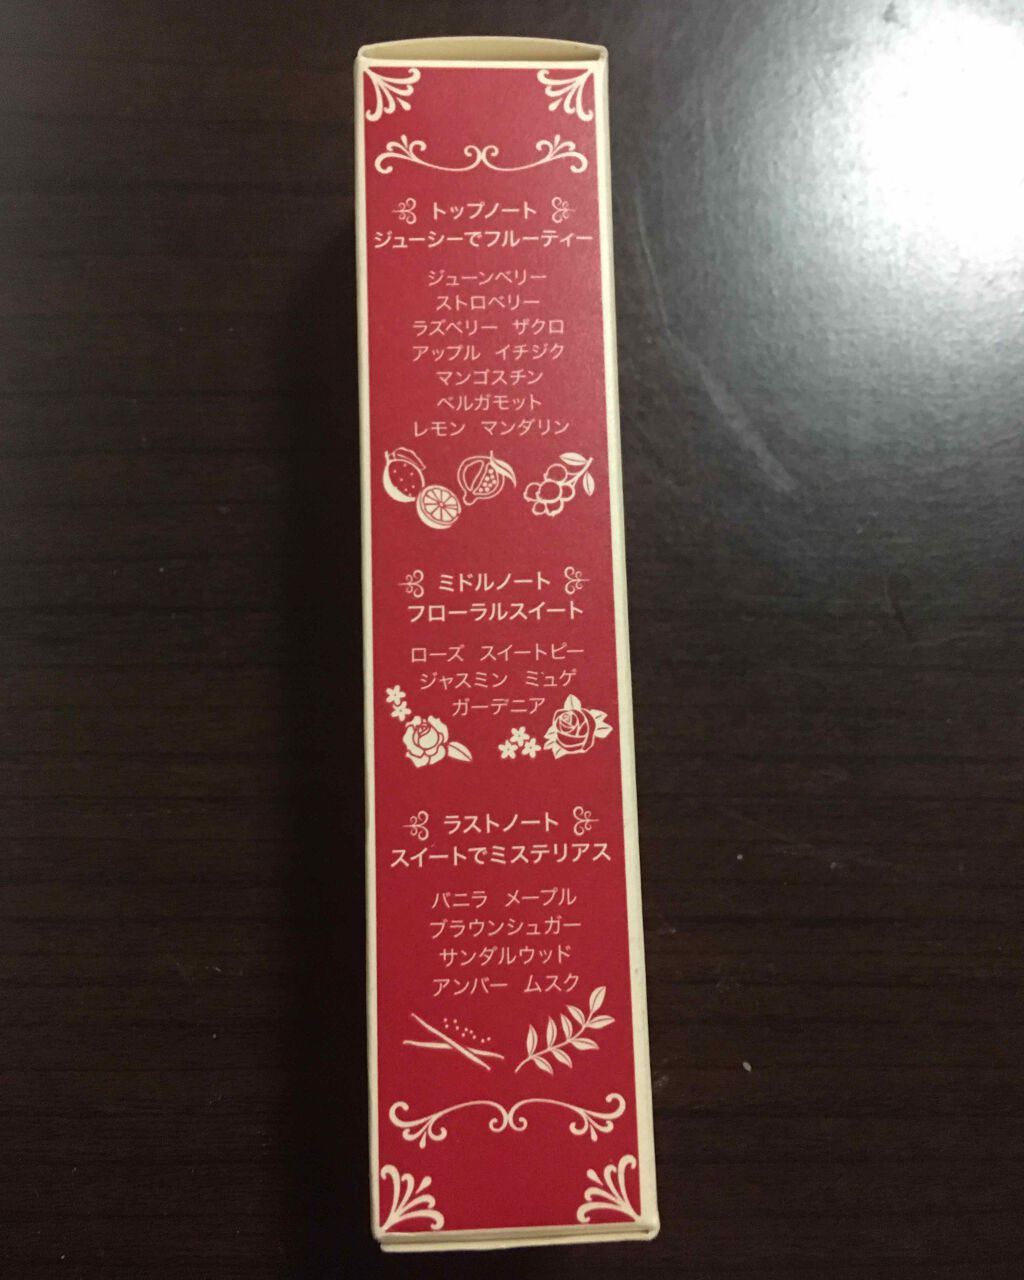 トップノート
ジューシーでフルーティー
ジューンベリー
ストロベリー
ラズベリー ザクロ
アップル イチジク
マンゴスチン
ベルガモット
レモン マンダリン
ミドルノート
フローラルスイート
ローズ スイートピー
ジャスミン ミュゲ
ガーデニア
ラストノート
スイートでミステリアス
バニラ メープル
ブラウンシュガー
サンダルウッド
アンバー ムスク